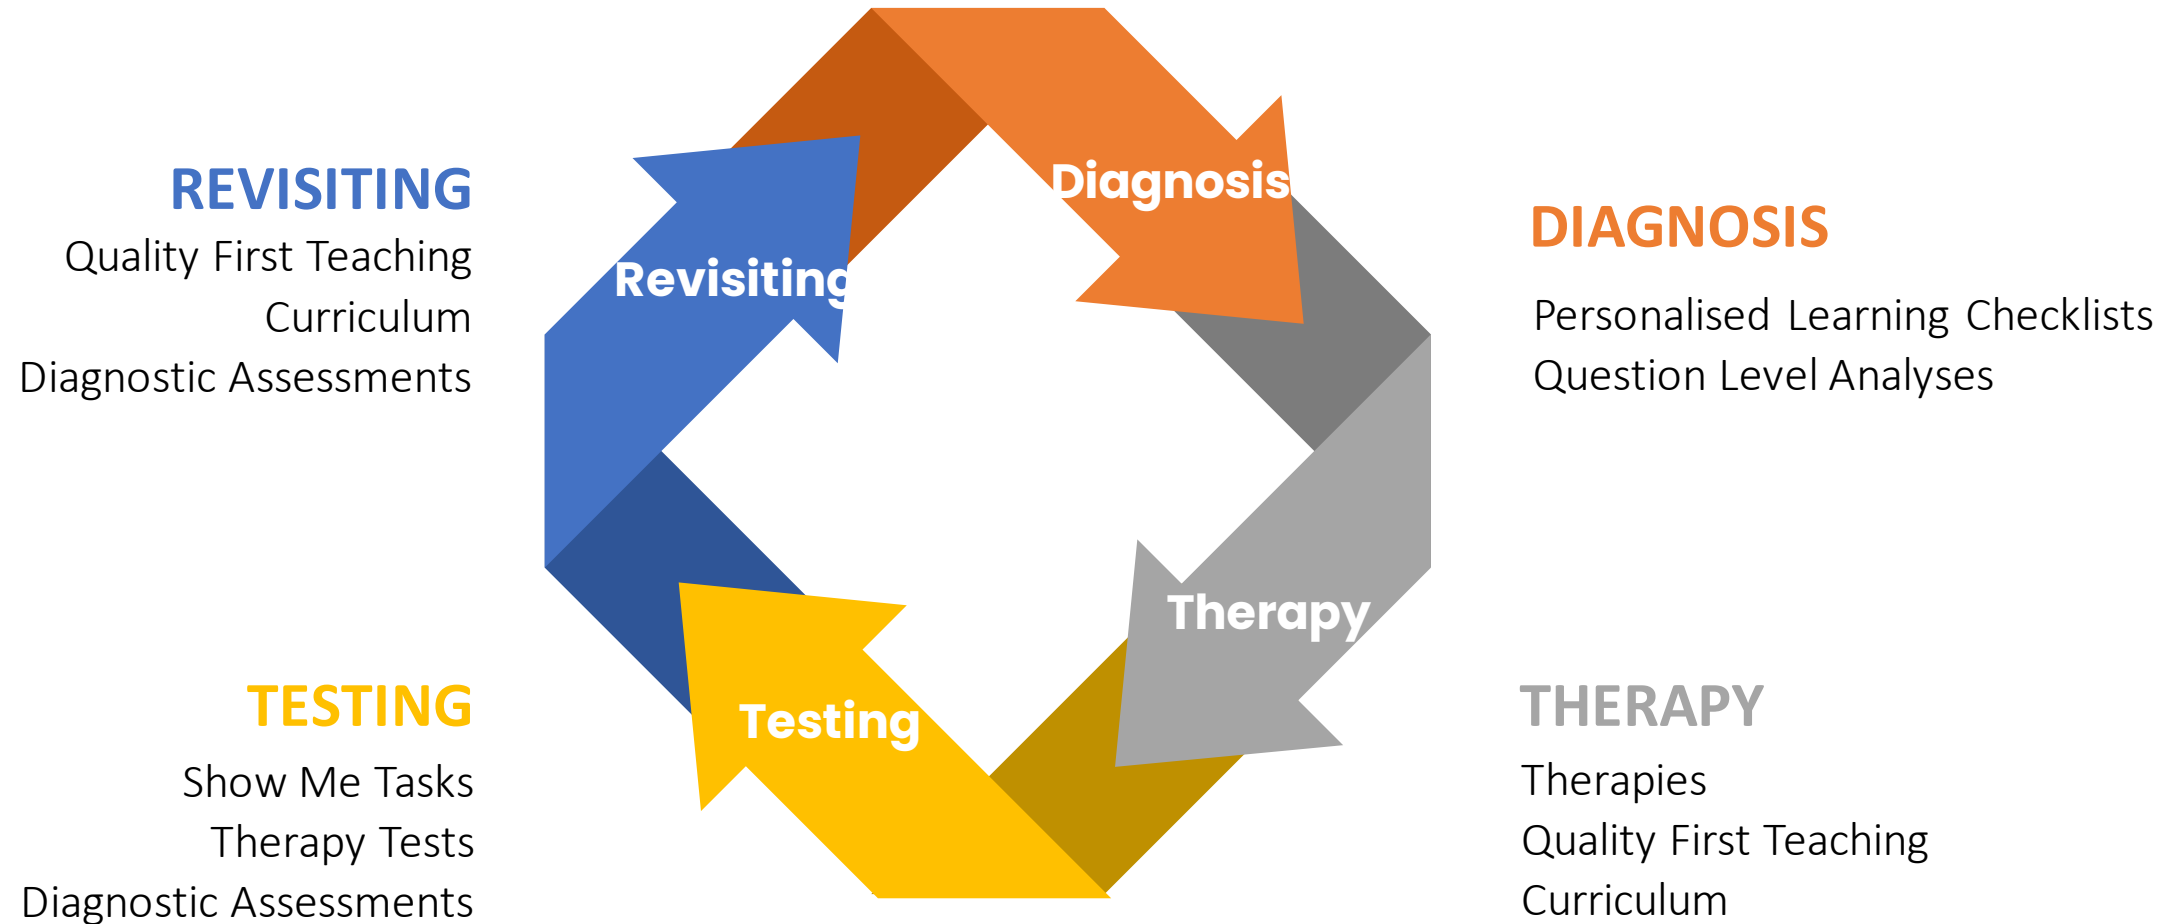 REVISITING
Quality First Teaching
Curriculum
Diagnostic Assessments
Diagnosis
Revisiting
DIAGNOSIS
Personalised Learning Checklists
Question Level Analyses
Therapy
Testing
TESTING
Show Me Tasks
Therapy Tests
Diagnostic Assessments
THERAPY
Therapies
Quality First Teaching
Curriculum